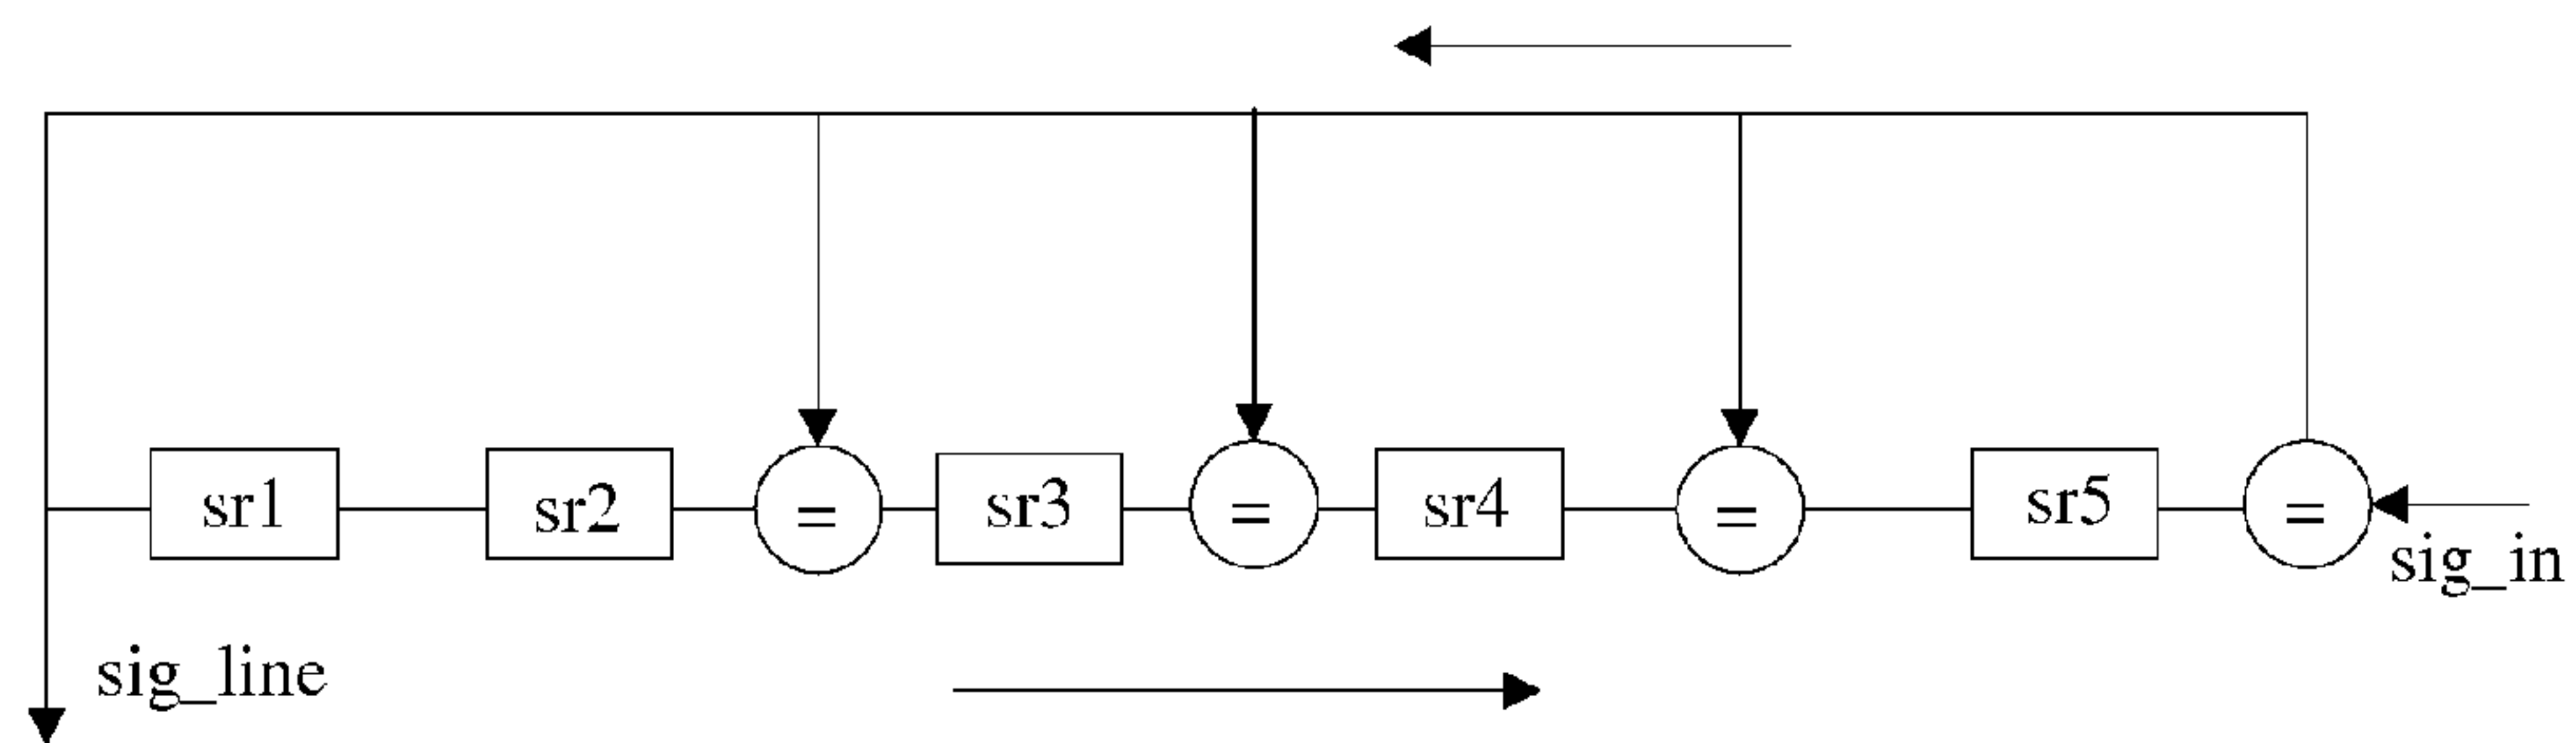 sr1
sr2
=
sr3
=
sr4
=
sr5
=
sig_in
sig_line